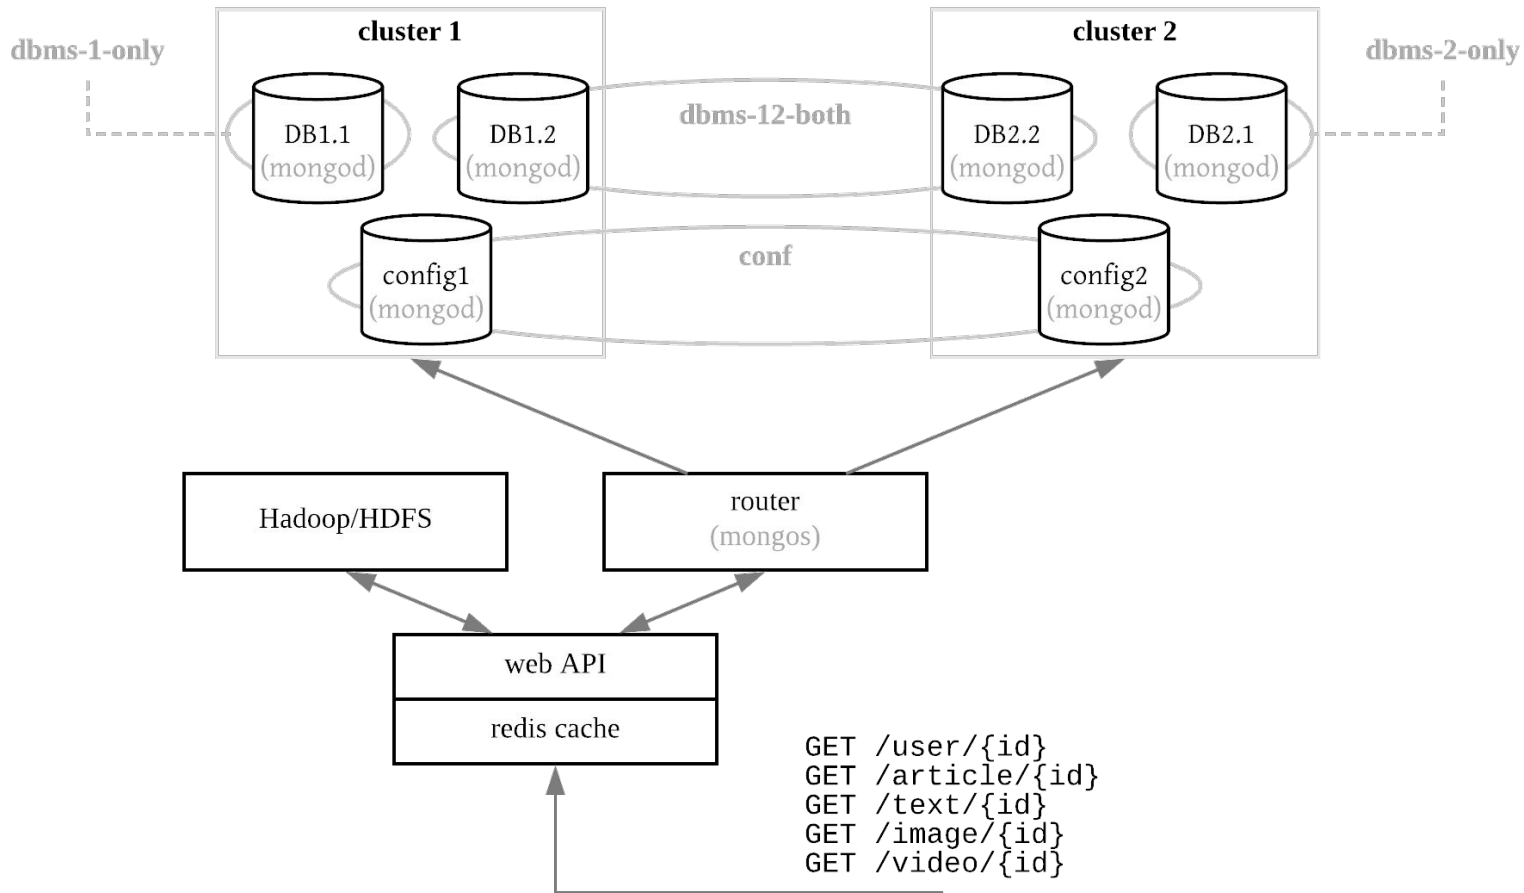 cluster 1
cluster 2
dbms-1-only
dbms-2-only
DB1.1
(mongod)
DB1.2
(mongod)
dbms-12-both
DB2.2
(mongod)
DB2.1
(mongod)
config1
(mongod)
conf
config2
(mongod)
Hadoop/HDFS
router
(mongos)
web API
redis cache
GET /user/{id}
GET /article/{id}
GET /text/{id}
GET /image/{id}
GET /video/{id}